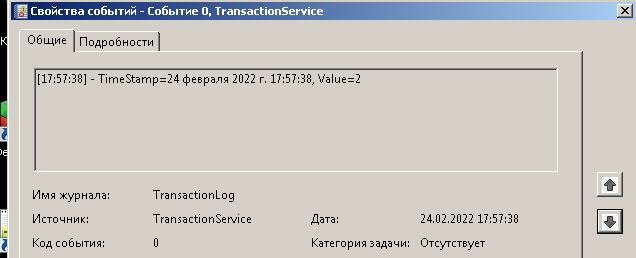 Свойства событий - Событие 0, TransactionService
Общие
Подробности
[17:57:38] - TimeStamp=24 февраля 2022 г. 17:57:38, Value=2
Имя журнала: TransactionLog
Источник: TransactionService Дата: 24.02.2022 17:57:38
Код события: 0 Категория задачи: Отсутствует